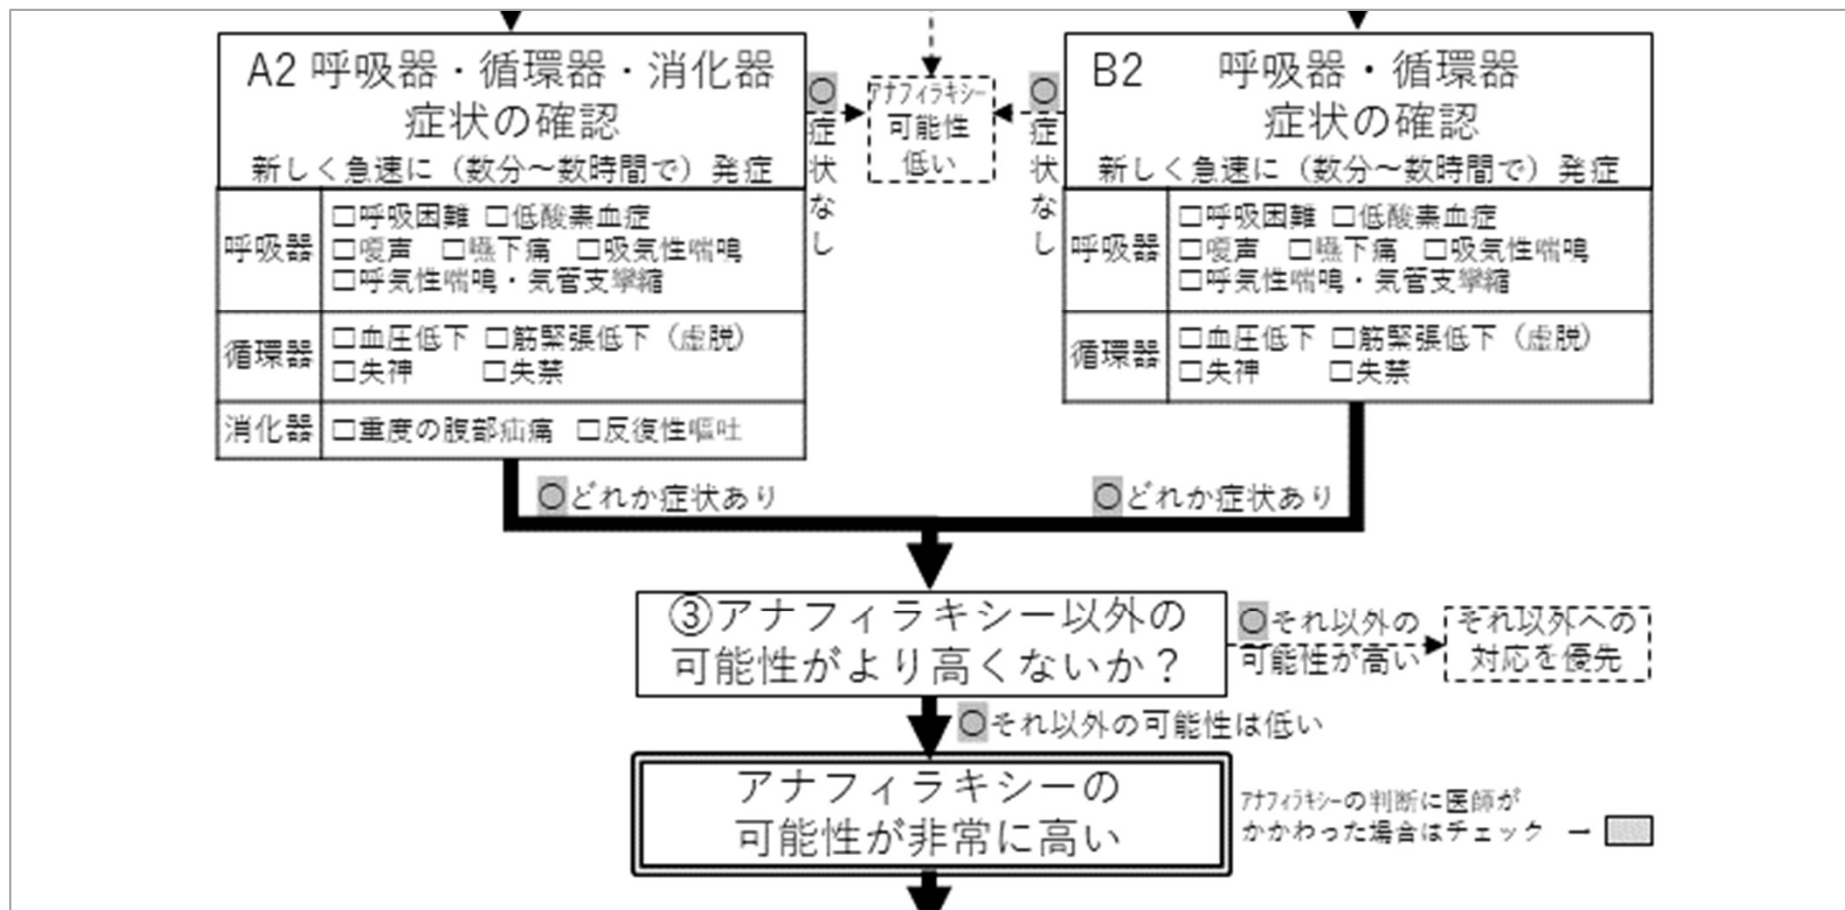 A2 呼吸器・循環器・消化器
症状の確認
新しく急速に（数分～数時間で）発症
呼吸器
□呼吸困難 □低酸素血症
□嗄声 □嚥下痛 □吸気性喘鳴
□呼気性喘鳴・気管支攣縮
循環器
□血圧低下 □筋緊張低下（虚脱）
□失神 □失禁
消化器
□重度の腹部疝痛 □反復性嘔吐
○症状なし
アナフィラキシー
可能性
低い
○症状なし
B2 呼吸器・循環器
症状の確認
新しく急速に（数分～数時間で）発症
呼吸器
□呼吸困難 □低酸素血症
□嗄声 □嚥下痛 □吸気性喘鳴
□呼気性喘鳴・気管支攣縮
循環器
□血圧低下 □筋緊張低下（虚脱）
□失神 □失禁
○どれか症状あり
○どれか症状あり
③アナフィラキシー以外の
可能性がより高くないか？
○それ以外の
可能性が高い
それ以外への
対応を優先
○それ以外の可能性は低い
アナフィラキシーの
可能性が非常に高い
アナフィラキシーの判断に医師が
かかわった場合はチェック →